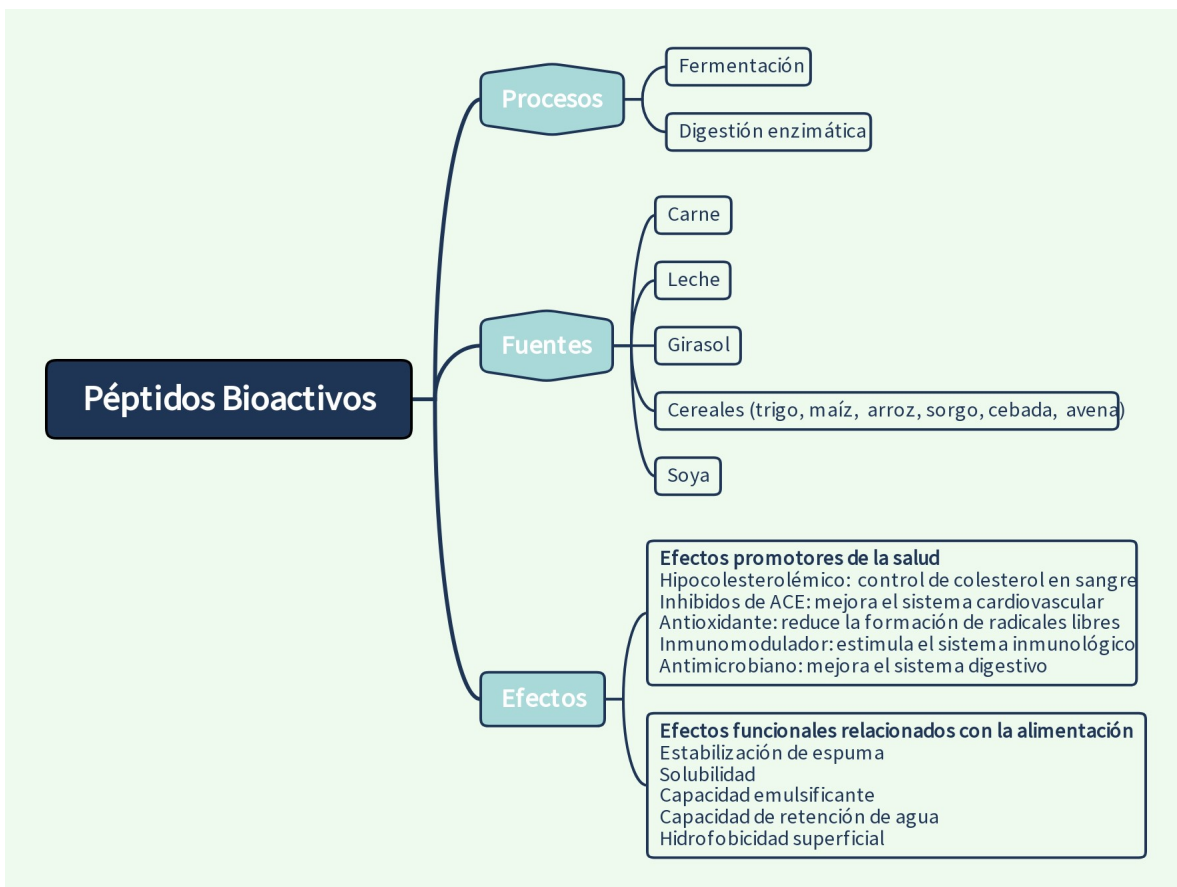 Péptidos Bioactivos
Procesos
Fermentación
Digestión enzimática
Fuentes
Carne
Leche
Girasol
Cereales (trigo, maíz, arroz, sorgo, cebada, avena)
Soya
Efectos
Efectos promotores de la salud
Hipocolesterolémico: control de colesterol en sangre
Inhibidos de ACE: mejora el sistema cardiovascular
Antioxidante: reduce la formación de radicales libres
Inmunomodulador: estimula el sistema inmunológico
Antimicrobiano: mejora el sistema digestivo
Efectos funcionales relacionados con la alimentación
Estabilización de espuma
Solubilidad
Capacidad emulsificante
Capacidad de retención de agua
Hidrofobicidad superficial